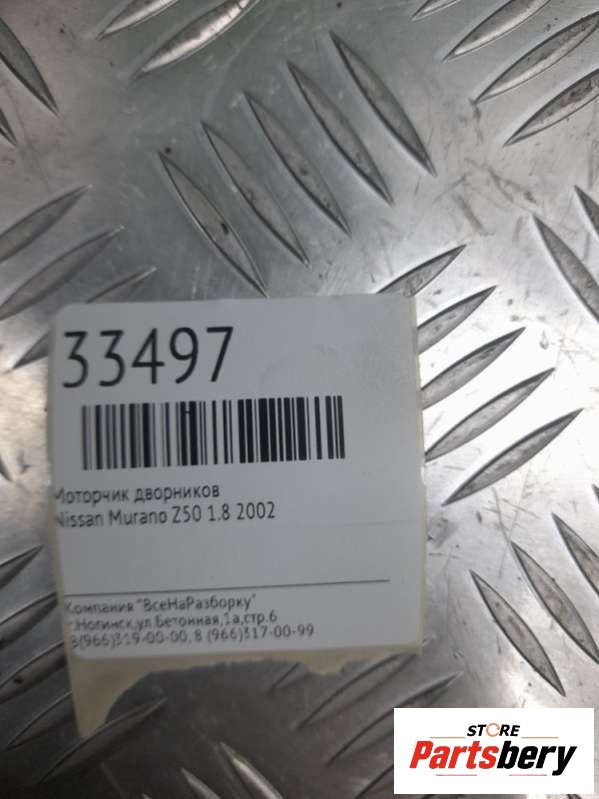 33497
Моторчик дворников
Nissan Murano Z50 1.8 2002
Компания "ВсеНаРазборку"
г.Ногинск,ул.Бетонная,1а,стр.6
8(966)319-00-00, 8 (966)317-00-99
STORE
Partsbery